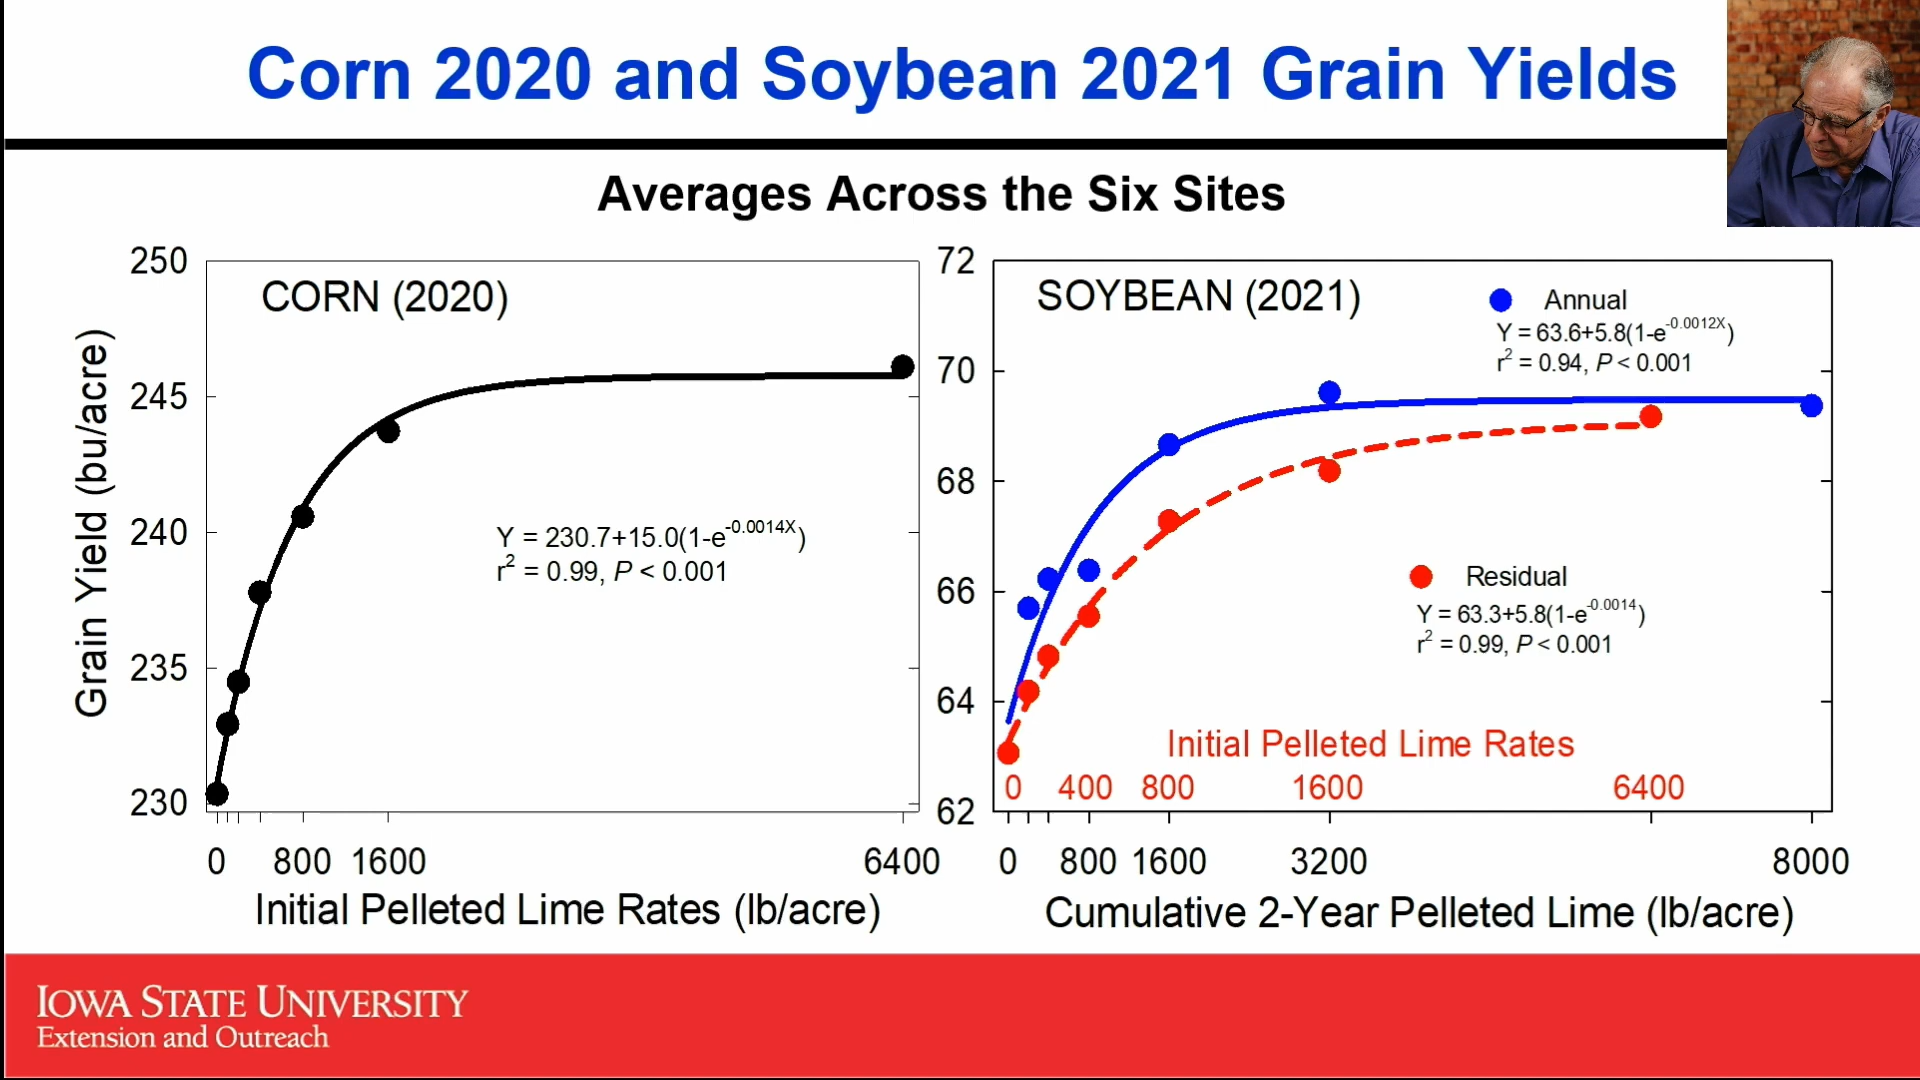 Corn 2020 and Soybean 2021 Grain Yields
Averages Across the Six Sites
Grain Yield (bu/acre)
250
245
240
235
230
CORN (2020)
Y = 230.7+15.0(1-e^-0.0014X)
r² = 0.99, P < 0.001
0 800 1600 6400
Initial Pelleted Lime Rates (lb/acre)
72
70
68
66
64
62
SOYBEAN (2021)
Annual
Y = 63.6+5.8(1-e^-0.0012X)
r² = 0.94, P < 0.001
Residual
Y = 63.3+5.8(1-e^-0.0014)
r² = 0.99, P < 0.001
Initial Pelleted Lime Rates
0 400 800 1600 6400
0 800 1600 3200 8000
Cumulative 2-Year Pelleted Lime (lb/acre)
IOWA STATE UNIVERSITY
Extension and Outreach